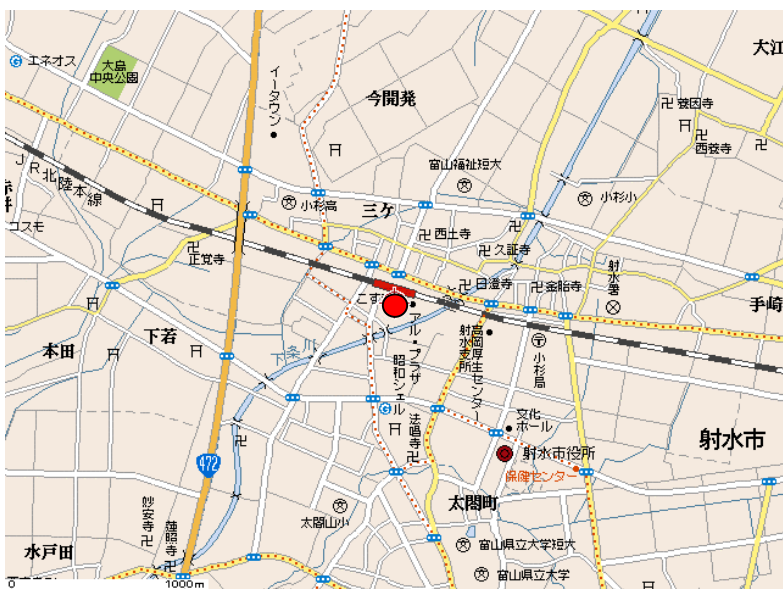 エネオス
大島
中央公園
イータウン
今開発
大江
養因寺
西養寺
富山福祉短大
JR北陸本線
小杉高
三ケ
小杉小
コスモ
正覚寺
西土寺
久証寺
日澄寺
射水署
手崎
こす
アル・プラザ
本田
下若
下条川
昭和シェル
高岡厚生センター
射水支所
小杉局
文化
ホール
法唱寺
472
射水市役所
射水市
保健センター
太閤町
妙安寺
蓮照寺
太閤山小
水戸田
富山県立大学短大
富山県立大学
0
1000m